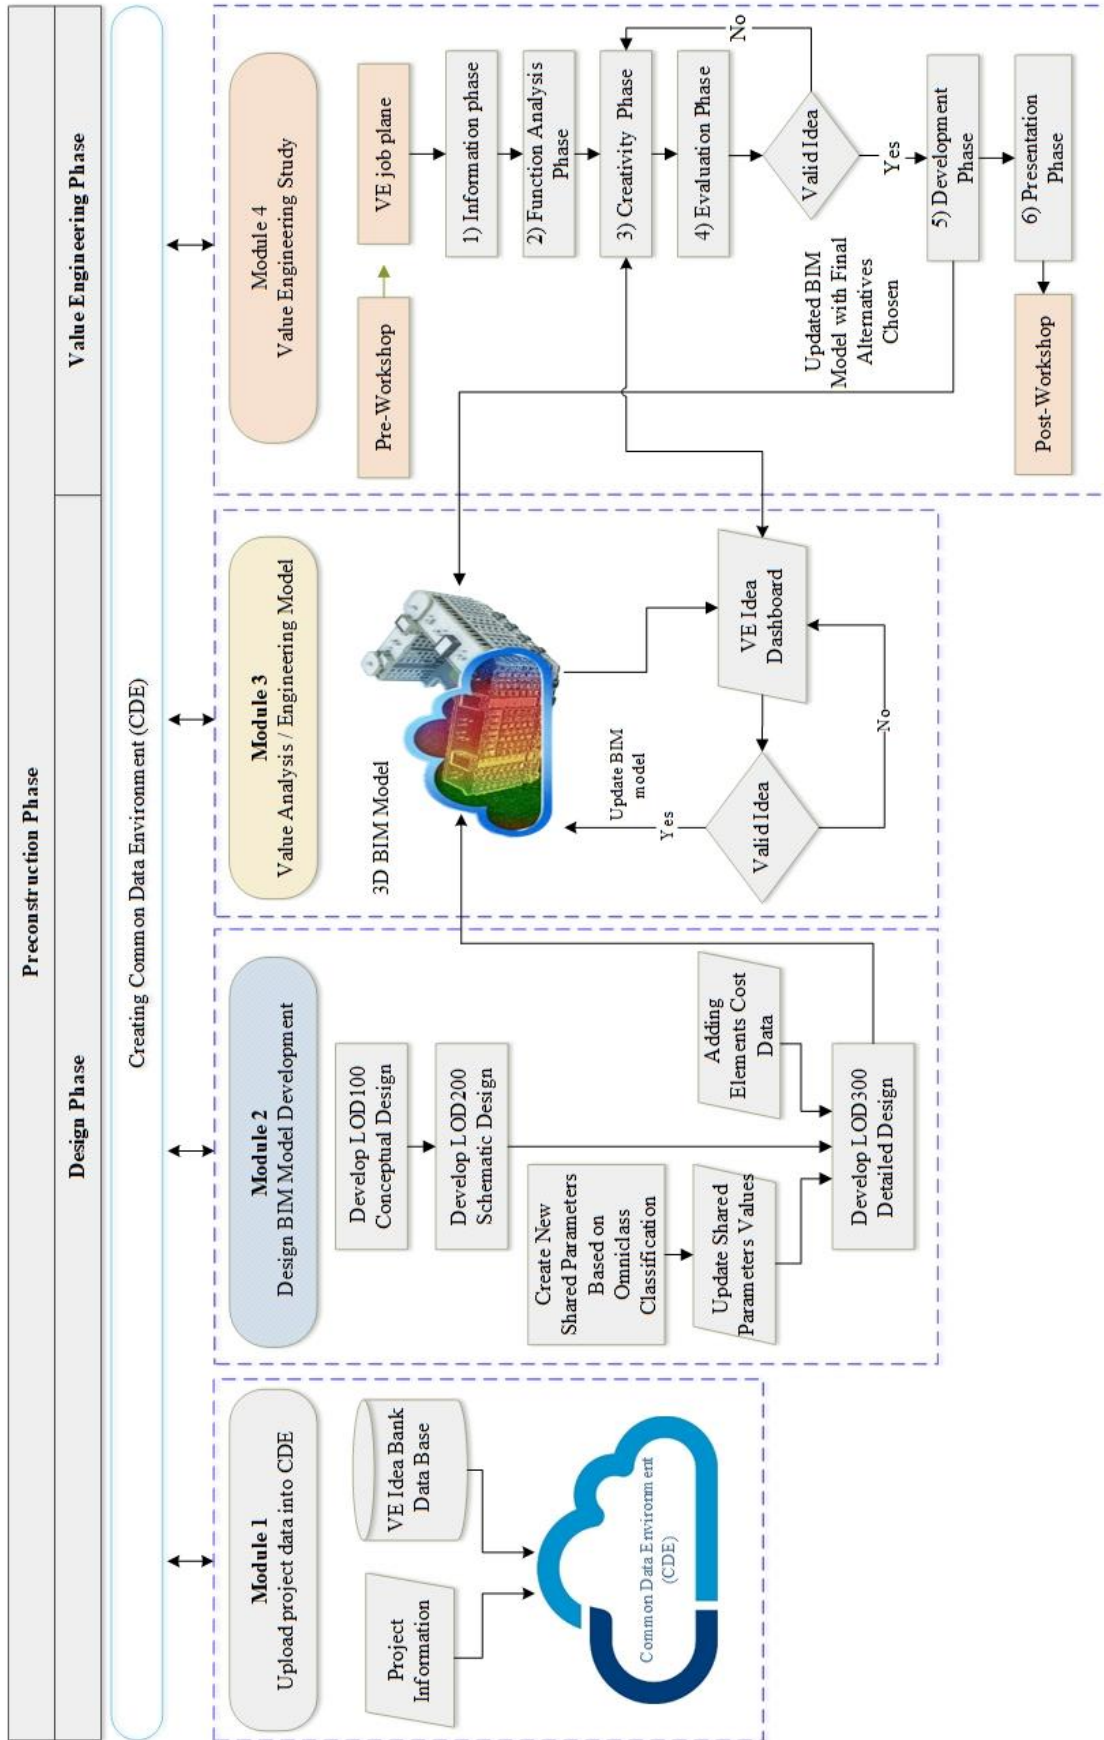 Preconstruction Phase
Design Phase
Value Engineering Phase
Creating Common Data Environment (CDE)
Module 1
Upload project data into CDE
Project
Information
VE Idea Bank
Data Base
Common Data Environment
(CDE)
Module 2
Design BIM Model Development
Develop LOD100
Conceptual Design
Develop LOD200
Schematic Design
Create New
Shared Parameters
Based on
Omniclass
Classification
Update Shared
Parameters Values
Adding
Elements Cost
Data
Develop LOD300
Detailed Design
Module 3
Value Analysis / Engineering Model
3D BIM Model
Update BIM
model
Yes
VE Idea
Dashboard
Valid Idea
No
Module 4
Value Engineering Study
Pre-Workshop
VE job plane
1) Information phase
2) Function Analysis
Phase
3) Creativity Phase
4) Evaluation Phase
Valid Idea
No
Yes
Updated BIM
Model with Final
Alternatives
Chosen
5) Development
Phase
6) Presentation
Phase
Post-Workshop